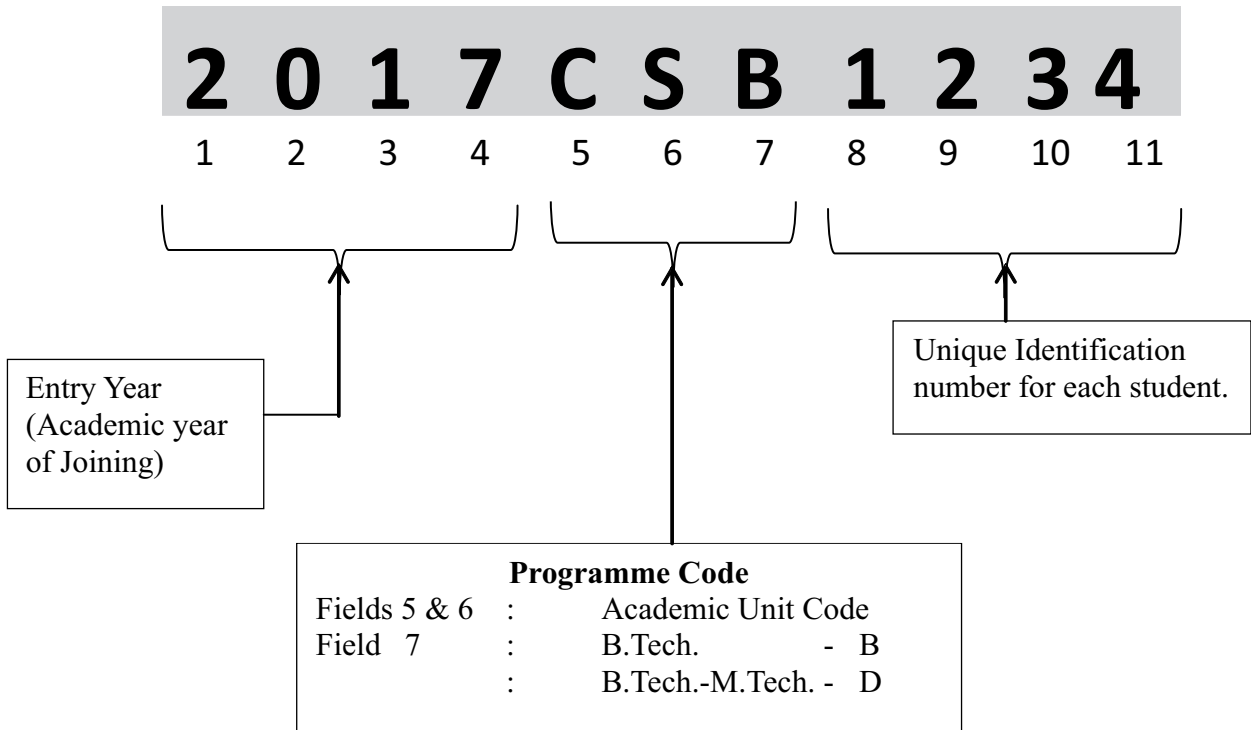 2 0 1 7 C S B 1 2 3 4
1 2 3 4 5 6 7 8 9 10 11
Entry Year
(Academic year
of Joining)
Unique Identification
number for each student.
Programme Code
Fields 5 & 6 : Academic Unit Code
Field 7 : B.Tech. - B
: B.Tech.-M.Tech. - D